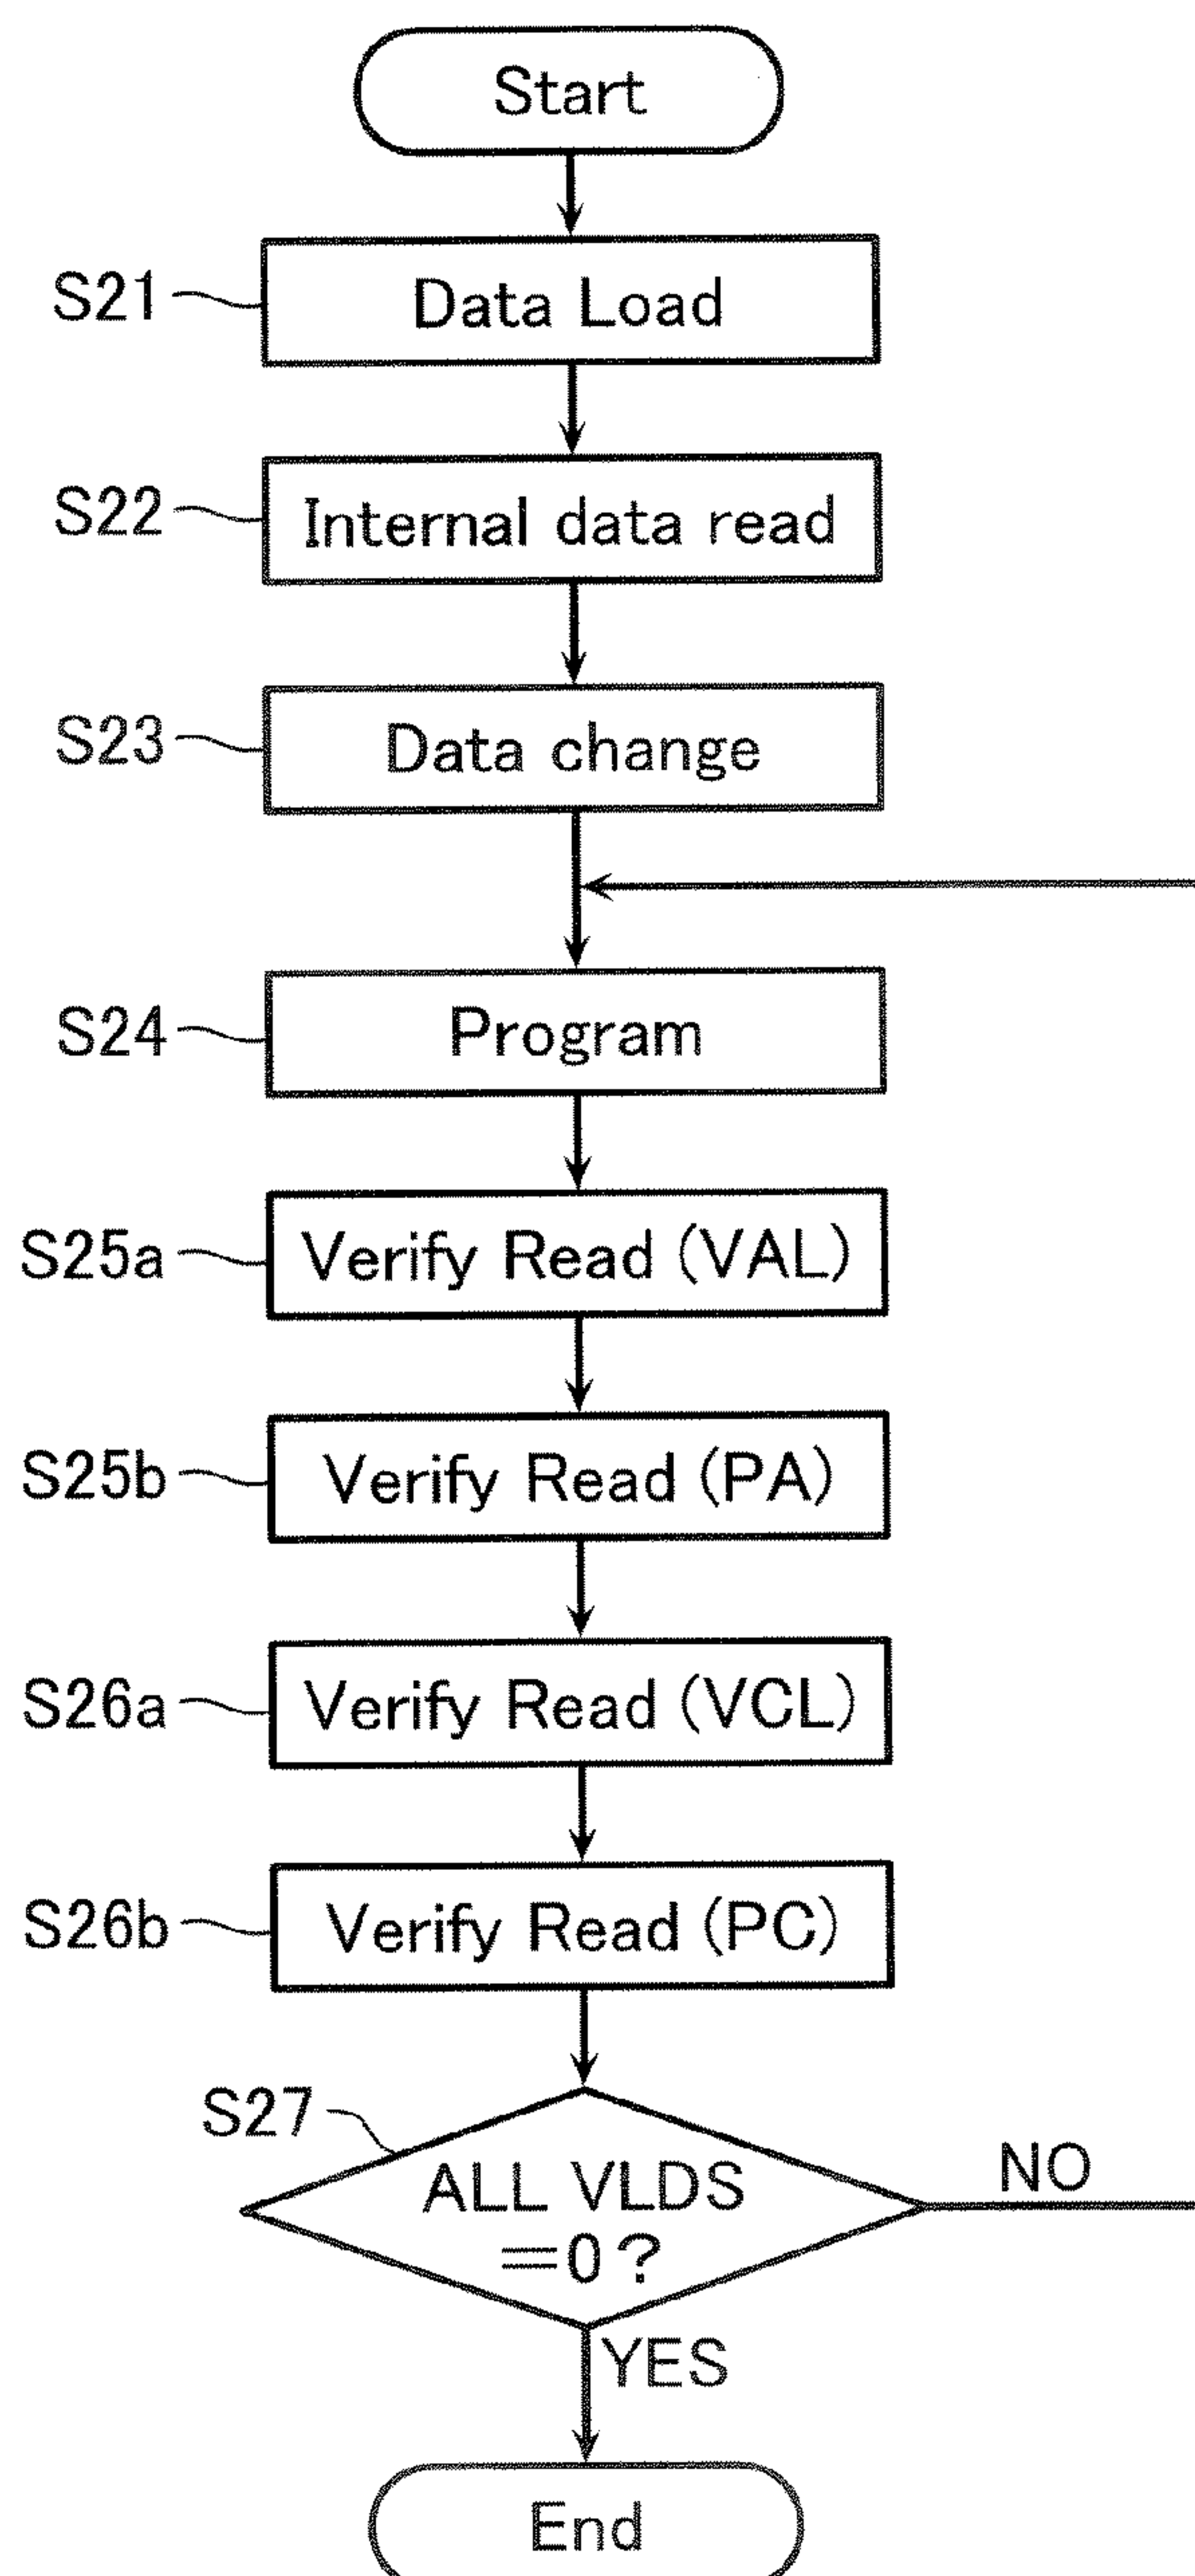 Start
S21
Data Load
S22
Internal data read
S23
Data change
S24
Program
S25a
Verify Read (VAL)
S25b
Verify Read (PA)
S26a
Verify Read (VCL)
S26b
Verify Read (PC)
S27
ALL VLDS
=0?
NO
YES
End